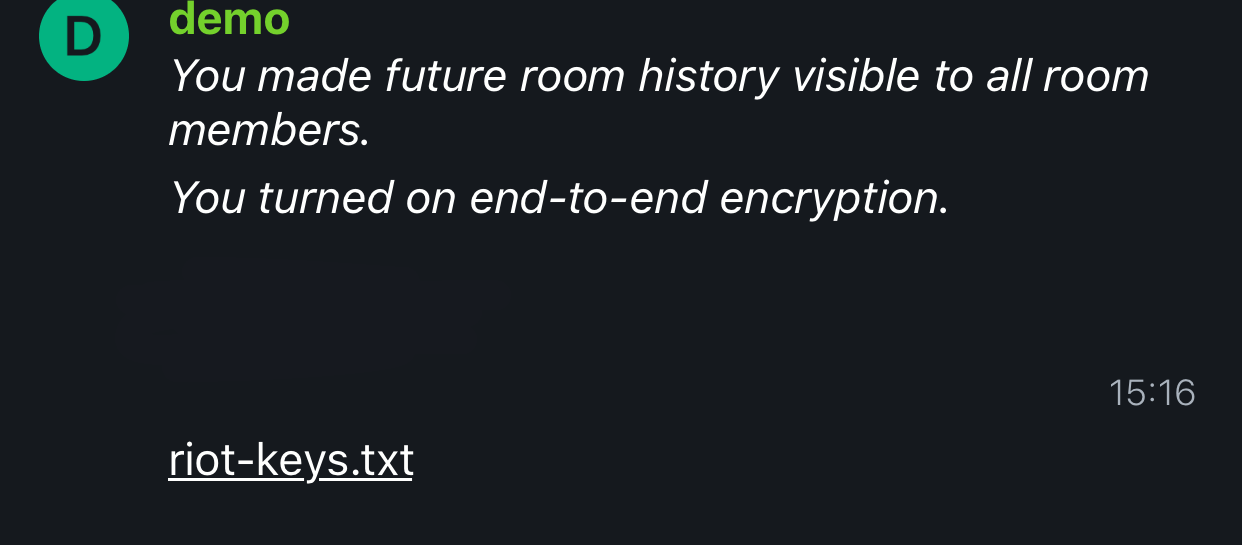 D
demo
You made future room history visible to all room
members.
You turned on end-to-end encryption.
15:16
riot-keys.txt